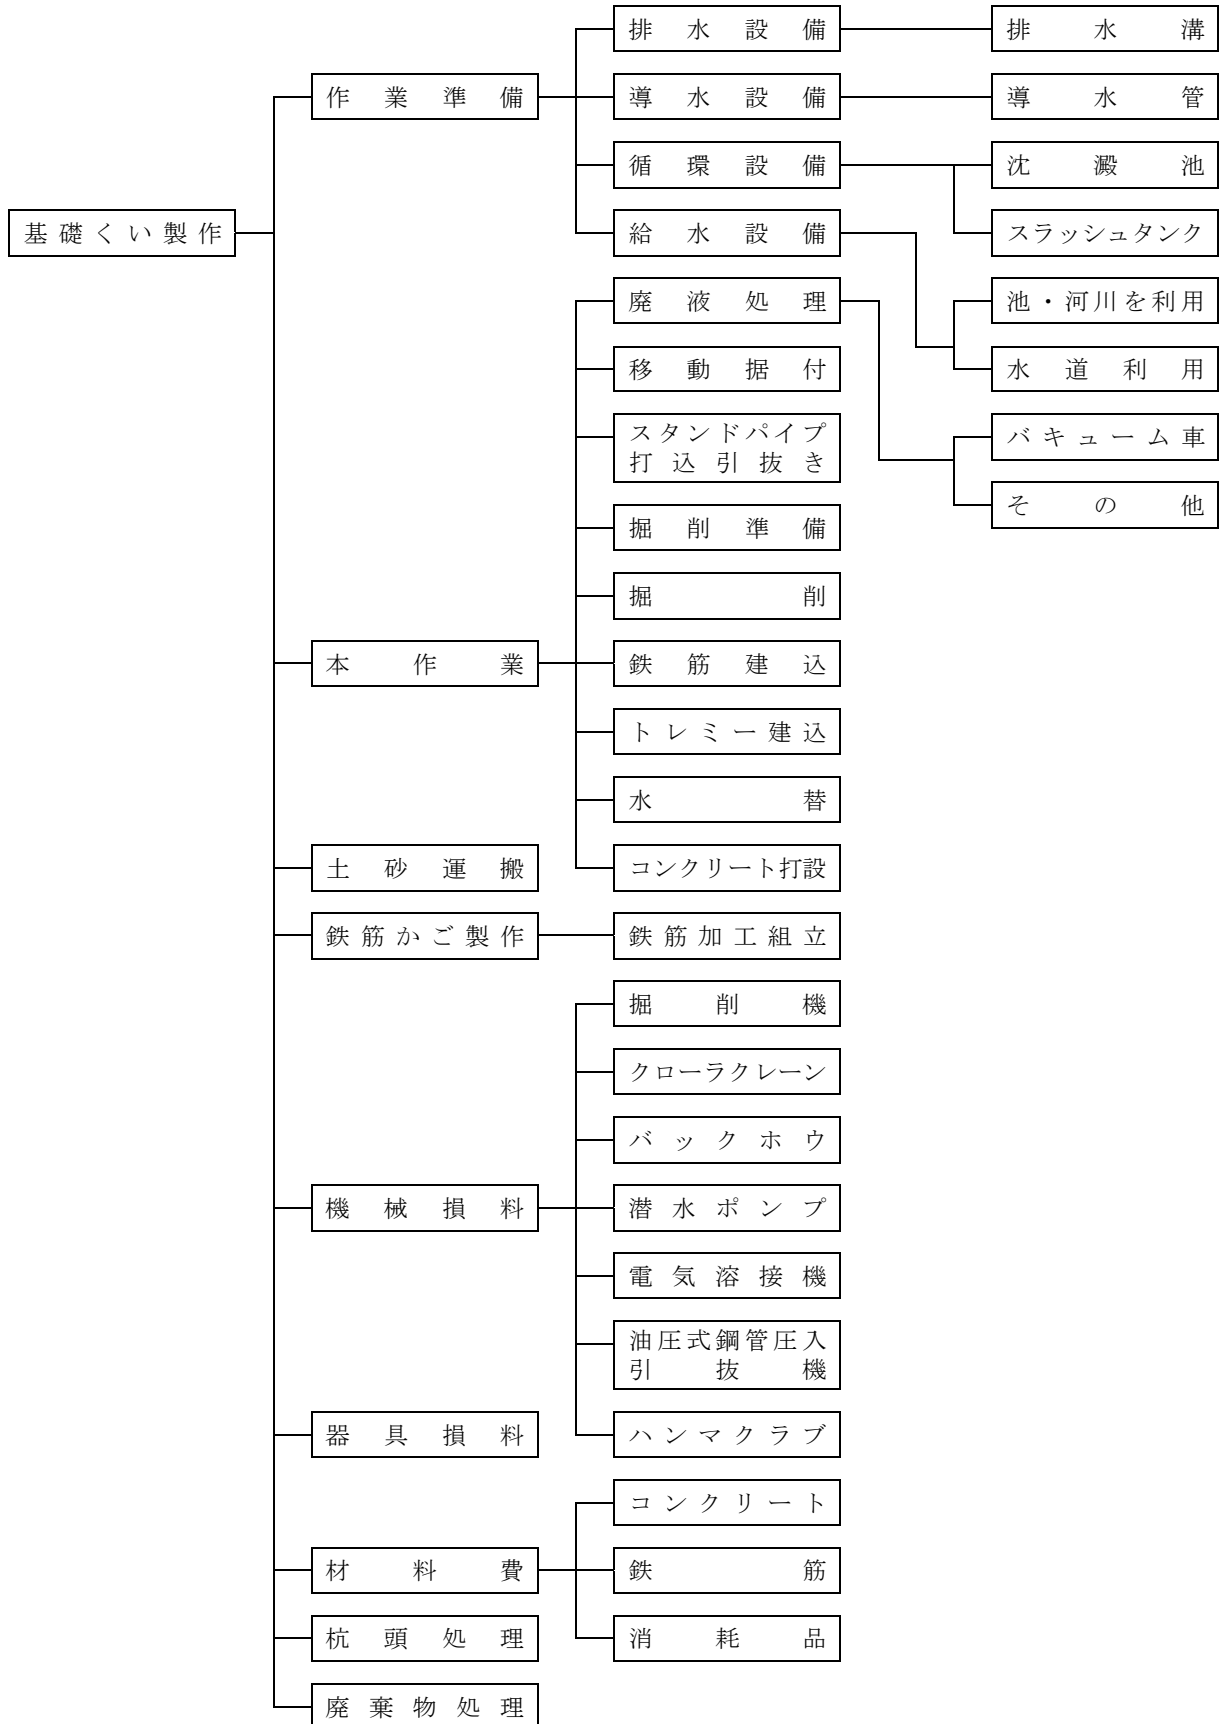 基礎くい製作
作業準備
排水設備
排水溝
導水設備
導水管
循環設備
沈澱池
スラッシュタンク
給水設備
池・河川を利用
水道利用
本作業
廃液処理
バキューム車
その他
移動据付
スタンドパイプ
打込引抜き
掘削準備
掘削
鉄筋建込
トレミー建込
水替
コンクリート打設
土砂運搬
鉄筋かご製作
鉄筋加工組立
機械損料
掘削機
クローラクレーン
バックホウ
潜水ポンプ
電気溶接機
油圧式鋼管圧入
引抜機
ハンマクラブ
器具損料
材料費
コンクリート
鉄筋
消耗品
杭頭処理
廃棄物処理